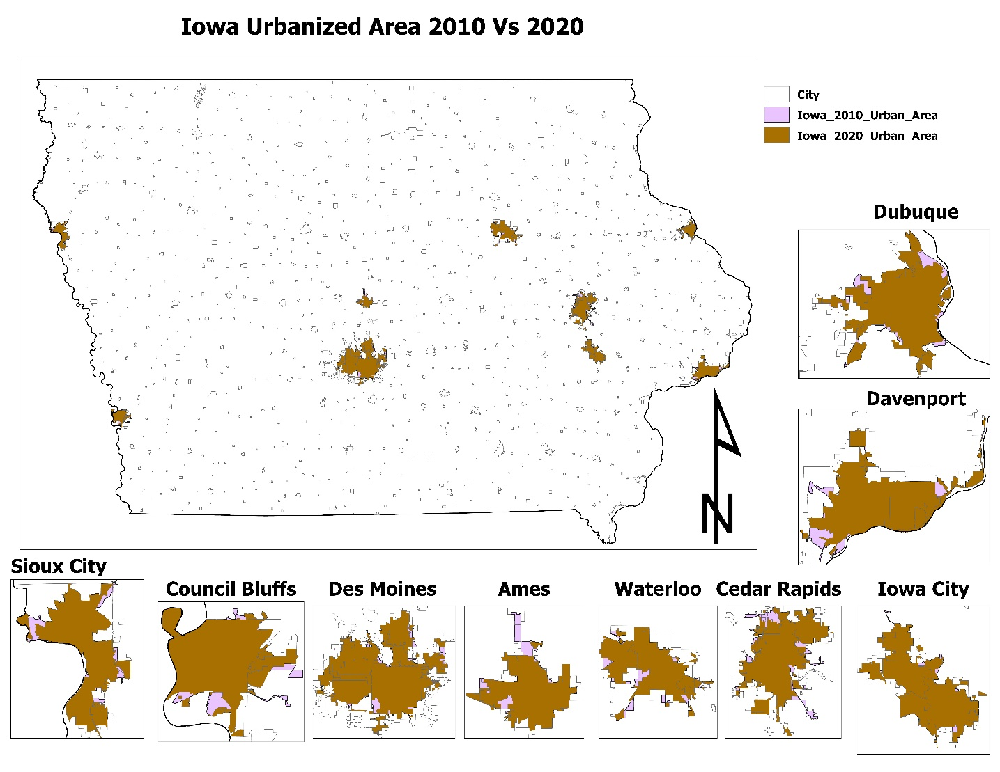 Iowa Urbanized Area 2010 Vs 2020
City
Iowa_2010_Urban_Area
Iowa_2020_Urban_Area
Dubuque
Davenport
N
Sioux City
Council Bluffs
Des Moines
Ames
Waterloo
Cedar Rapids
Iowa City